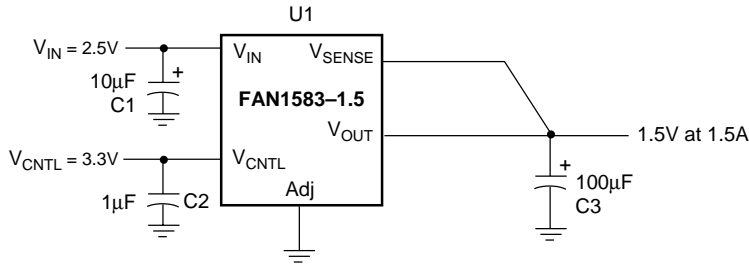 U1
V_IN = 2.5V
V_IN
V_SENSE
10μF
+
C1
FAN1583–1.5
V_OUT
1.5V at 1.5A
V_CNTL = 3.3V
V_CNTL
+
100μF
C3
1μF
C2
Adj